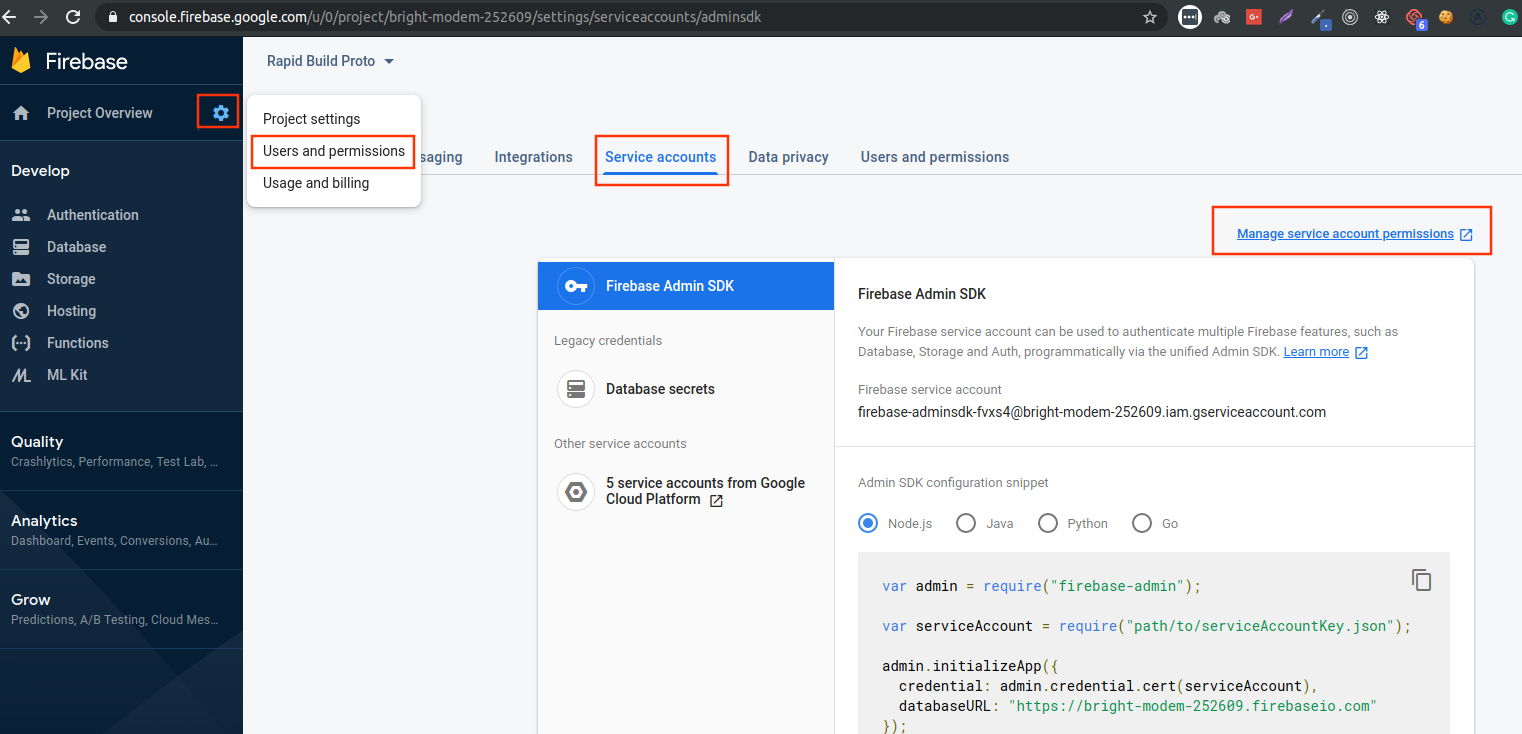 console.firebase.google.com/u/0/project/bright-modem-252609/settings/serviceaccounts/adminsdk
G+
6
A
G
Firebase
Project Overview
Develop
Authentication
Database
Storage
Hosting
Functions
ML Kit
Quality
Crashlytics, Performance, Test Lab, ...
Analytics
Dashboard, Events, Conversions, Au...
Grow
Predictions, A/B Testing, Cloud Mes...
Rapid Build Proto
Project settings
Users and permissions
Usage and billing
saging
Integrations
Service accounts
Data privacy
Users and permissions
Manage service account permissions
Firebase Admin SDK
Legacy credentials
Database secrets
Other service accounts
5 service accounts from Google
Cloud Platform
Firebase Admin SDK
Your Firebase service account can be used to authenticate multiple Firebase features, such as
Database, Storage and Auth, programmatically via the unified Admin SDK. Learn more
Firebase service account
firebase-adminsdk-fvxs4@bright-modem-252609.iam.gserviceaccount.com
Admin SDK configuration snippet
Node.js
Java
Python
Go
var admin = require("firebase-admin");
var serviceAccount = require("path/to/serviceAccountKey.json");
admin.initializeApp({
credential: admin.credential.cert(serviceAccount),
databaseURL: "https://bright-modem-252609.firebaseio.com"
});